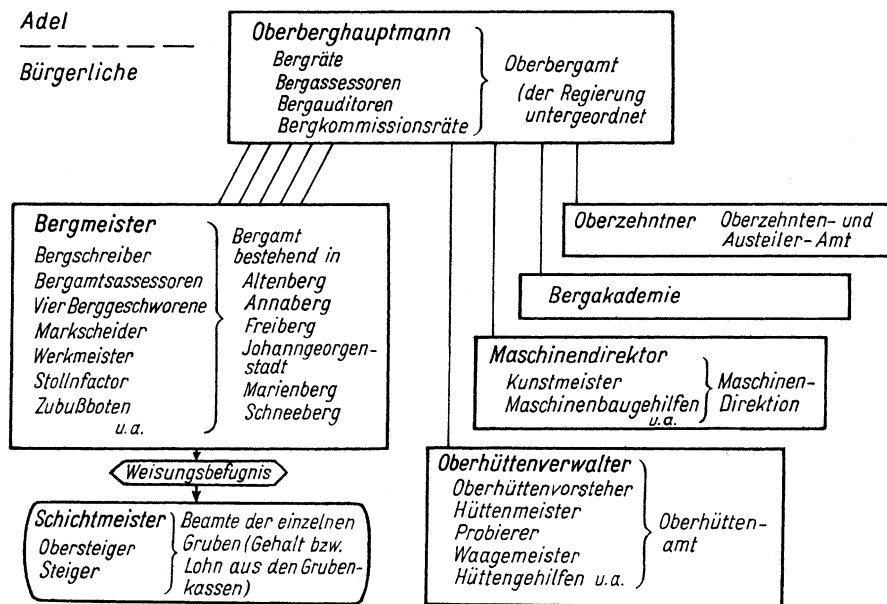 Adel
Bürgerliche
Oberberghauptmann
Bergräte
Bergassessoren
Bergauditoren
Bergkommissionsräte
Oberbergamt
(der Regierung
untergeordnet
Bergmeister
Bergschreiber
Bergamtsassessoren
Vier Berggeschworene
Markscheider
Werkmeister
Stollnfactor
Zubußboten
u.a.
Bergamt
bestehend in
Altenberg
Annaberg
Freiberg
Johanngeorgen-
stadt
Marienberg
Schneeberg
Weisungsbefugnis
Schichtmeister
Obersteiger
Steiger
Beamte der einzelnen
Gruben (Gehalt bzw.
Lohn aus den Gruben-
kassen)
Oberzehntner
Oberzehnten- und
Austeiler-Amt
Bergakademie
Maschinendirektor
Kunstmeister
Maschinenbaugehilfen
u.a.
Maschinen-
Direktion
Oberhüttenverwalter
Oberhüttenvorsteher
Hüttenmeister
Probierer
Waagemeister
Hüttengehilfen u.a.
Oberhütten-
amt